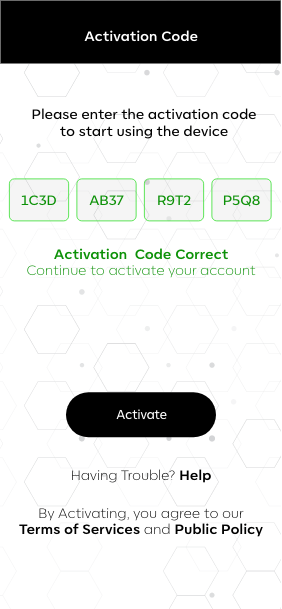 Activation Code
Please enter the activation code
to start using the device
1C3D AB37 R9T2 P5Q8
Activation Code Correct
Continue to activate your account
Activate
Having Trouble? Help
By Activating, you agree to our
Terms of Services and Public Policy